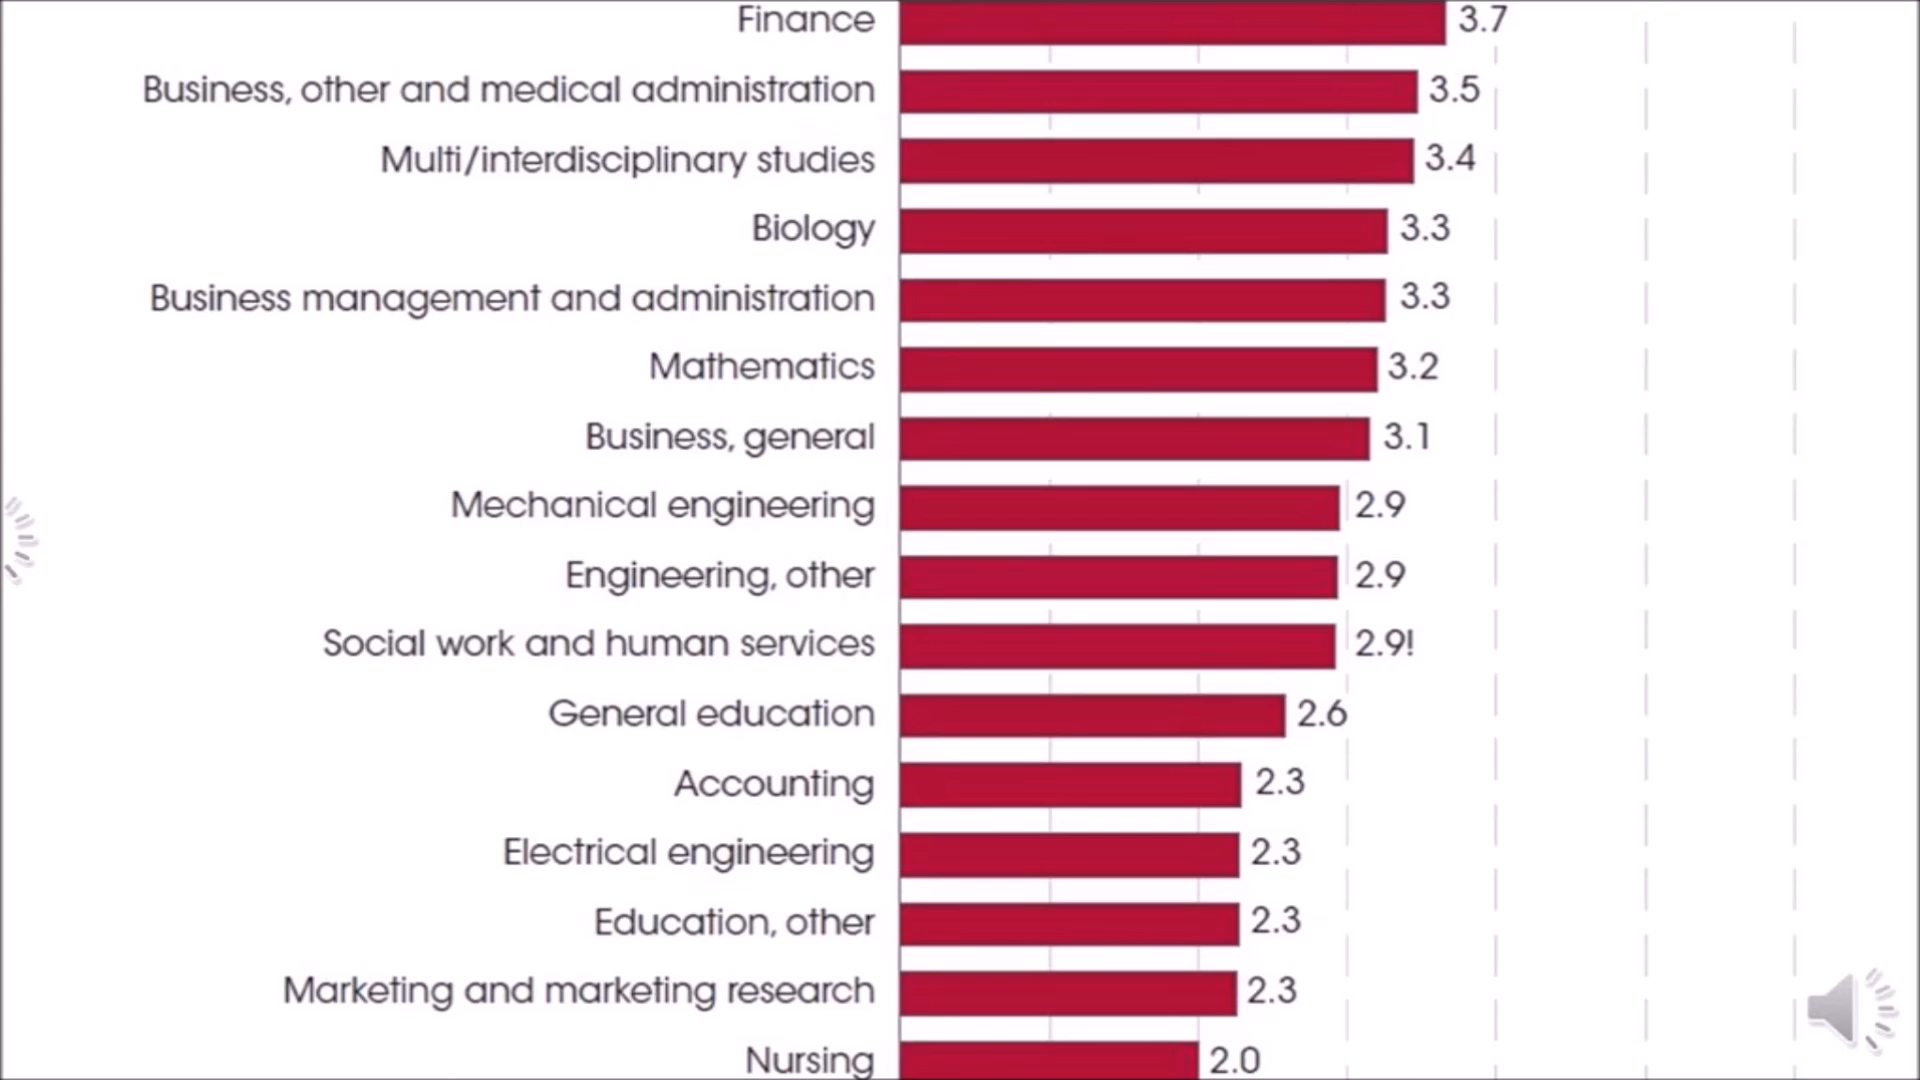 Finance 3.7
Business, other and medical administration 3.5
Multi/interdisciplinary studies 3.4
Biology 3.3
Business management and administration 3.3
Mathematics 3.2
Business, general 3.1
Mechanical engineering 2.9
Engineering, other 2.9
Social work and human services 2.9!
General education 2.6
Accounting 2.3
Electrical engineering 2.3
Education, other 2.3
Marketing and marketing research 2.3
Nursing 2.0